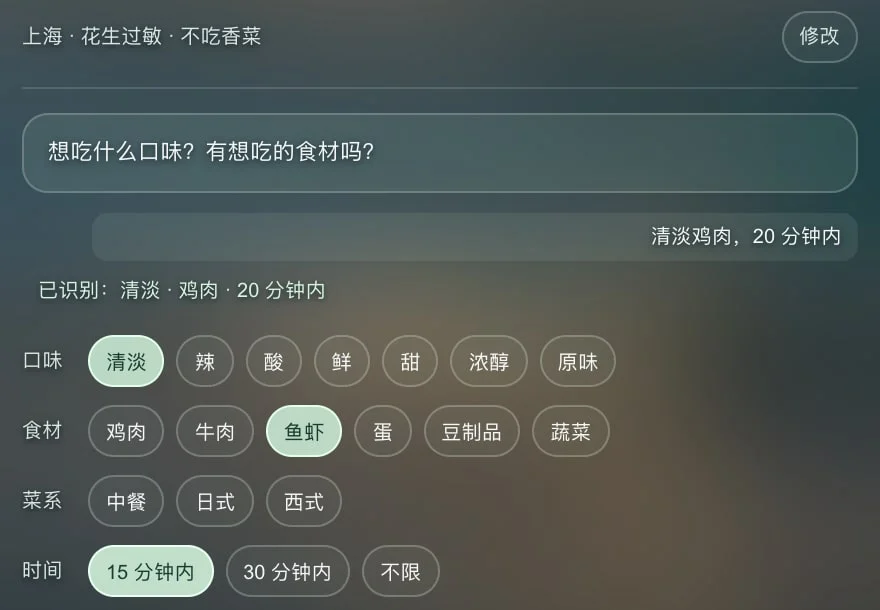 上海 · 花生过敏 · 不吃香菜 修改
想吃什么口味？有想吃的食材吗？
清淡鸡肉，20 分钟内
已识别：清淡 · 鸡肉 · 20 分钟内
口味 清淡 辣 酸 鲜 甜 浓醇 原味
食材 鸡肉 牛肉 鱼虾 蛋 豆制品 蔬菜
菜系 中餐 日式 西式
时间 15 分钟内 30 分钟内 不限